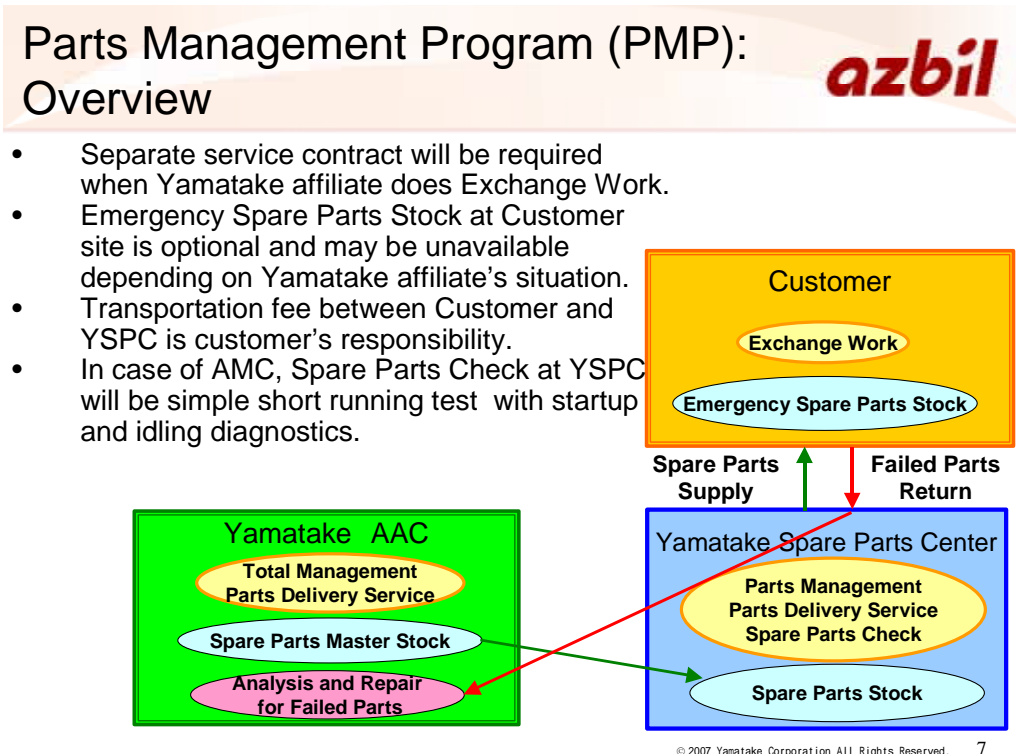 Parts Management Program (PMP):
Overview
azbil
• Separate service contract will be required
when Yamatake affiliate does Exchange Work.
• Emergency Spare Parts Stock at Customer
site is optional and may be unavailable
depending on Yamatake affiliate's situation.
• Transportation fee between Customer and
YSPC is customer's responsibility.
• In case of AMC, Spare Parts Check at YSPC
will be simple short running test with startup
and idling diagnostics.
Customer
Exchange Work
Emergency Spare Parts Stock
Spare Parts
Supply
Failed Parts
Return
Yamatake AAC
Total Management
Parts Delivery Service
Spare Parts Master Stock
Analysis and Repair
for Failed Parts
Yamatake Spare Parts Center
Parts Management
Parts Delivery Service
Spare Parts Check
Spare Parts Stock
© 2007 Yamatake Corporation All Rights Reserved. 7